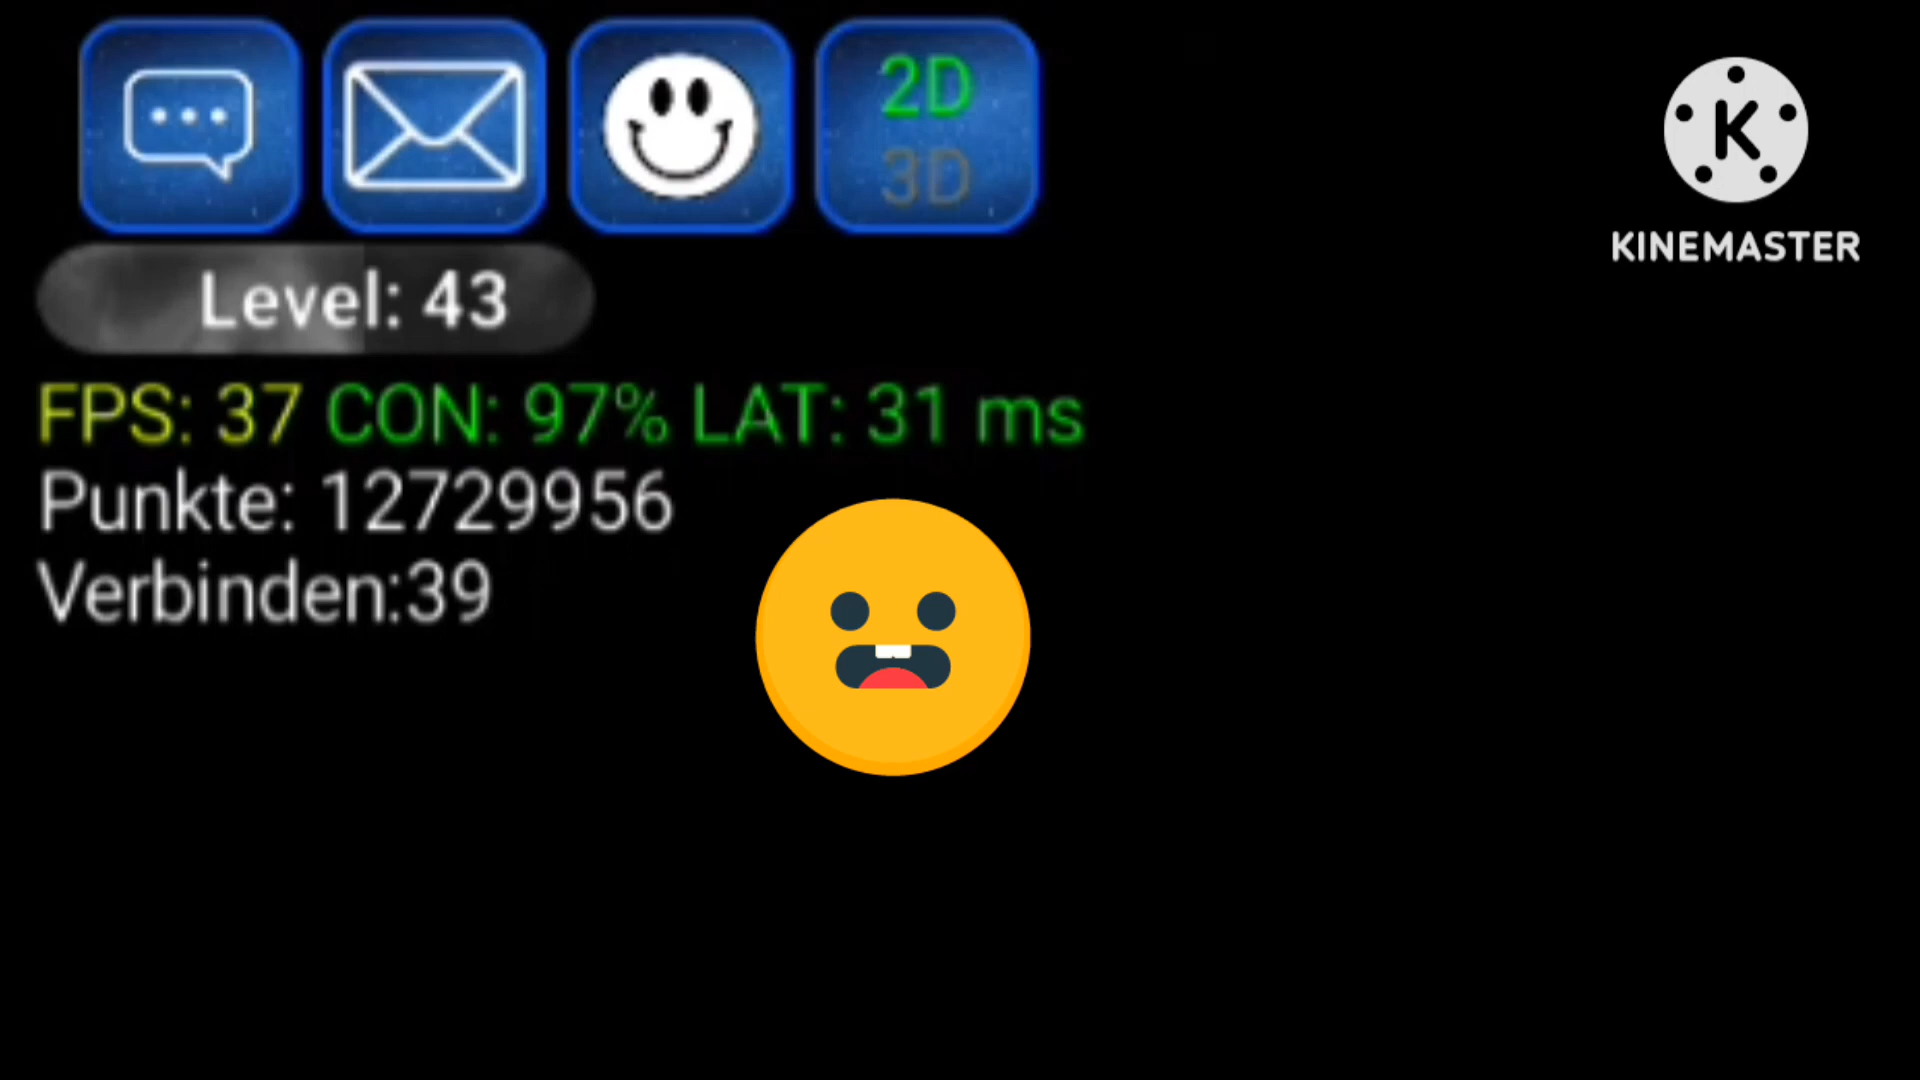 2D
3D
KINEMASTER
Level: 43
FPS: 37 CON: 97% LAT: 31 ms
Punkte: 12729956
Verbinden:39